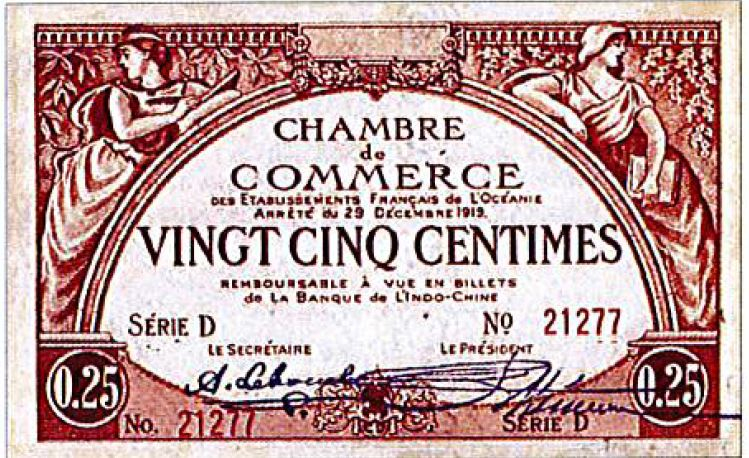 CHAMBRE
de
COMMERCE
DES ETABLISSEMENTS FRANÇAIS de L'OCÉANIE
ARRÊTÉ du 29 DÉCEMBRE 1919.
VINGT CINQ CENTIMES
REMBOURSABLE À VUE EN BILLETS
de LA BANQUE de L'INDO-CHINE
SÉRIE D No 21277
LE SECRÉTAIRE LE PRÉSIDENT
0.25 0.25
No. 21277 SÉRIE D